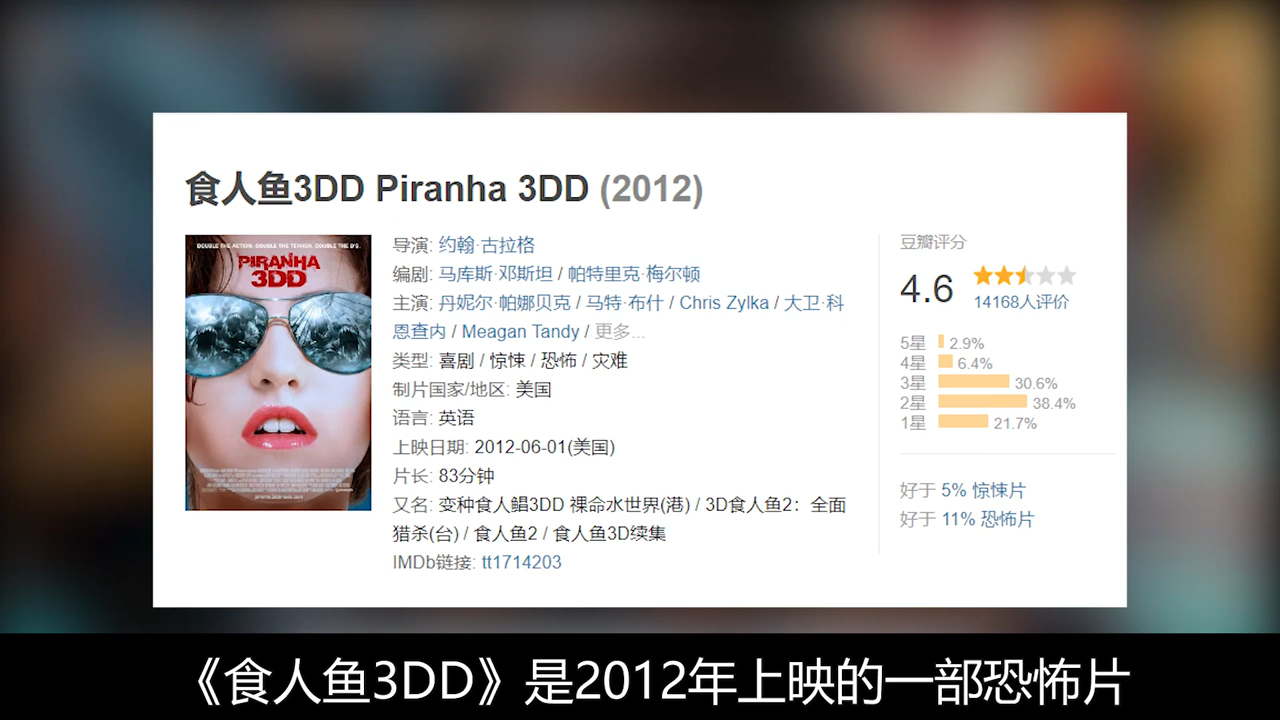 食人鱼3DD Piranha 3DD (2012)
DOUBLE THE ACTION. DOUBLE THE TERROR. DOUBLE THE D'S.
PIRANHA
3DD
导演: 约翰·古拉格
编剧: 马库斯·邓斯坦 / 帕特里克·梅尔顿
主演: 丹妮尔·帕娜贝克 / 马特·布什 / Chris Zylka / 大卫·科
恩查内 / Meagan Tandy / 更多...
类型: 喜剧 / 惊悚 / 恐怖 / 灾难
制片国家/地区: 美国
语言: 英语
上映日期: 2012-06-01(美国)
片长: 83分钟
又名: 变种食人鲳3DD 裸命水世界(港) / 3D食人鱼2：全面
猎杀(台) / 食人鱼2 / 食人鱼3D续集
IMDb链接: tt1714203
豆瓣评分
4.6
14168人评价
5星 2.9%
4星 6.4%
3星 30.6%
2星 38.4%
1星 21.7%
好于 5% 惊悚片
好于 11% 恐怖片
《食人鱼3DD》是2012年上映的一部恐怖片